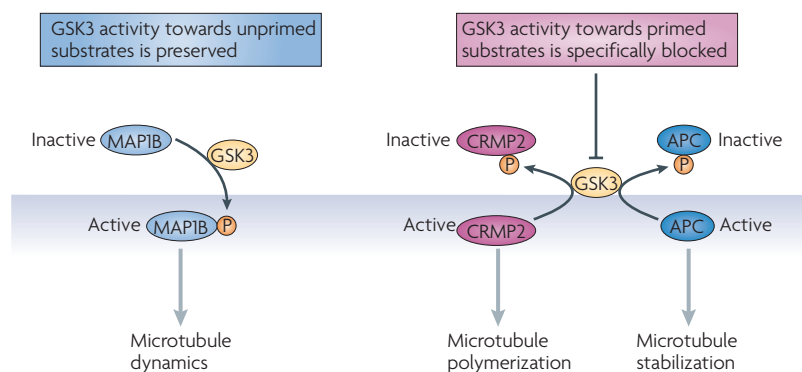 GSK3 activity towards unprimed
substrates is preserved
GSK3 activity towards primed
substrates is specifically blocked
Inactive MAP1B
GSK3
Active MAP1B P
Microtubule
dynamics
Inactive CRMP2
P
APC Inactive
P
GSK3
Active CRMP2
APC Active
Microtubule
polymerization
Microtubule
stabilization